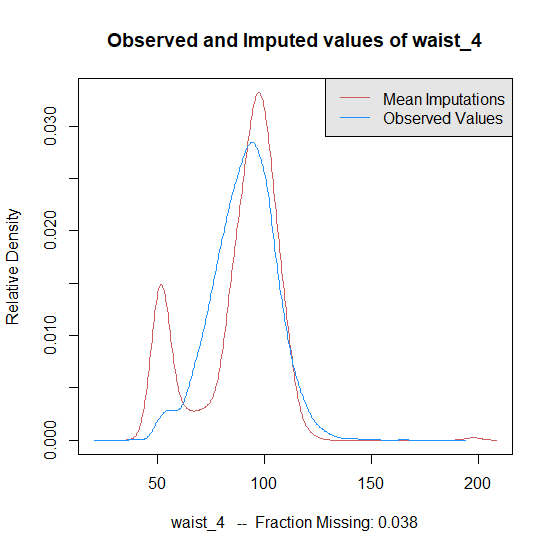 Observed and Imputed values of waist_4
Mean Imputations
Observed Values
Relative Density
0.030
0.020
0.010
0.000
50
100
150
200
waist_4 -- Fraction Missing: 0.038